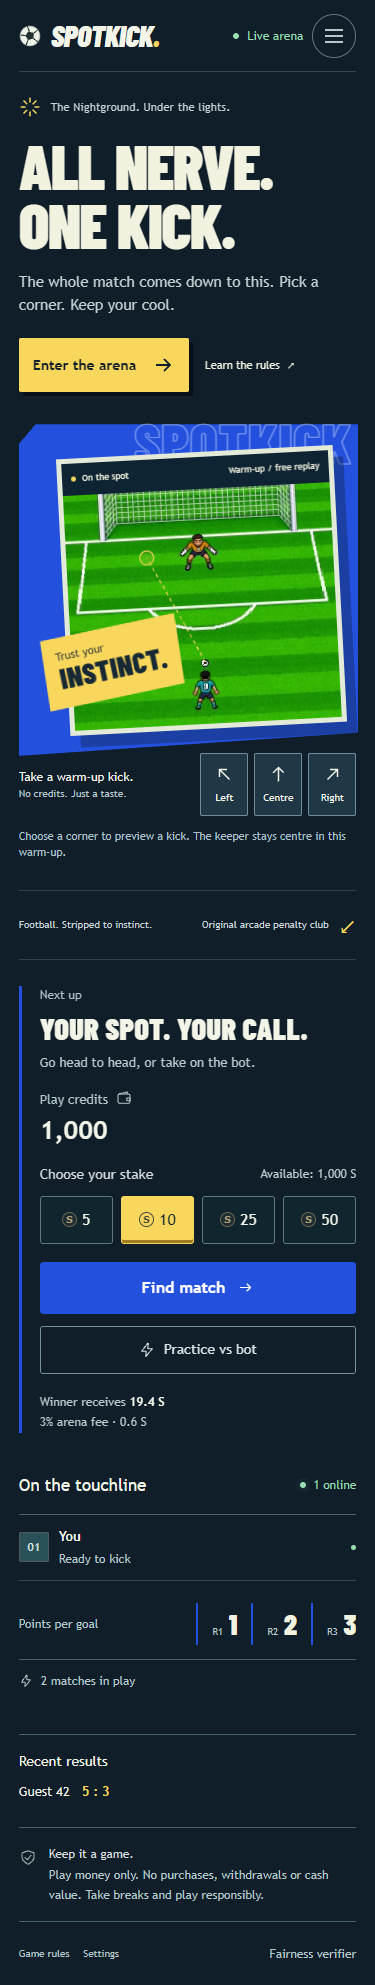 SPOTKICK.
Live arena
The Nightground. Under the lights.
ALL NERVE.
ONE KICK.
The whole match comes down to this. Pick a
corner. Keep your cool.
Enter the arena →
Learn the rules ↗
SPOTKICK
On the spot
Warm-up / free replay
Trust your
INSTINCT.
9
Take a warm-up kick.
No credits. Just a taste.
Left
Centre
Right
Choose a corner to preview a kick. The keeper stays centre in this
warm-up.
Football. Stripped to instinct.
Original arcade penalty club
Next up
YOUR SPOT. YOUR CALL.
Go head to head, or take on the bot.
Play credits
1,000
Choose your stake
Available: 1,000 S
S 5
S 10
S 25
S 50
Find match →
Practice vs bot
Winner receives 19.4 S
3% arena fee · 0.6 S
On the touchline
1 online
01
You
Ready to kick
Points per goal
R1 1
R2 2
R3 3
2 matches in play
Recent results
Guest 42 5 : 3
Keep it a game.
Play money only. No purchases, withdrawals or cash
value. Take breaks and play responsibly.
Game rules
Settings
Fairness verifier